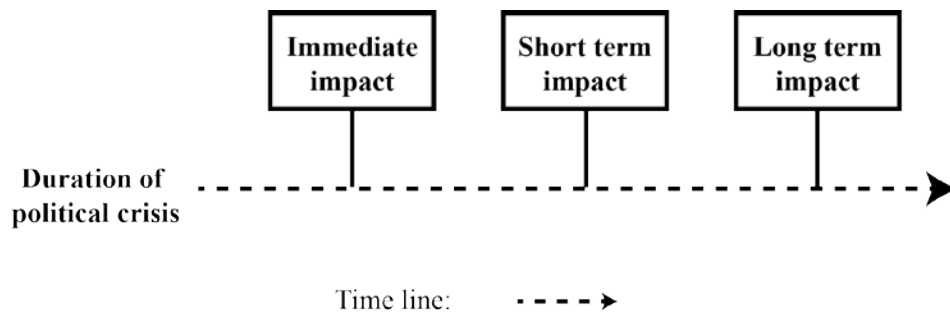 Immediate
impact
Short term
impact
Long term
impact
Duration of
political crisis
Time line: